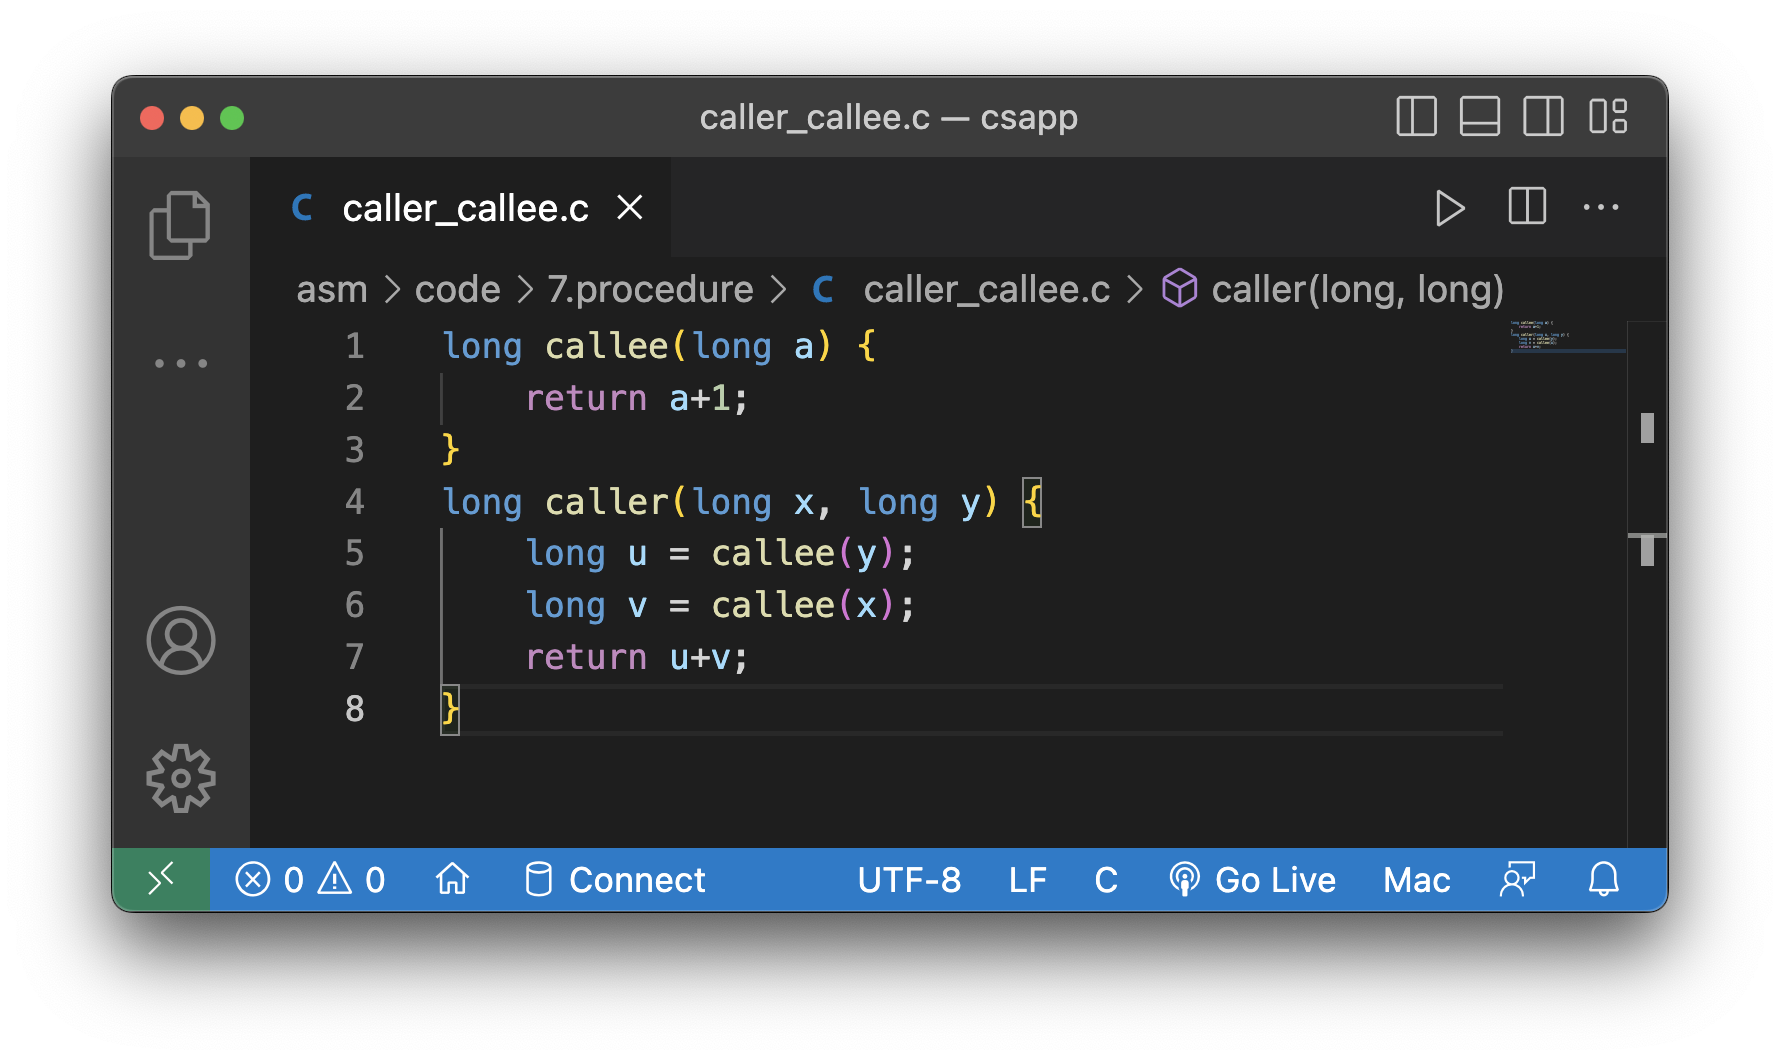 caller_callee.c — csapp
C caller_callee.c
asm > code > 7.procedure > C caller_callee.c > caller(long, long)
1 long callee(long a) {
2     return a+1;
3 }
4 long caller(long x, long y) {
5     long u = callee(y);
6     long v = callee(x);
7     return u+v;
8 }
0 0 Connect UTF-8 LF C Go Live Mac